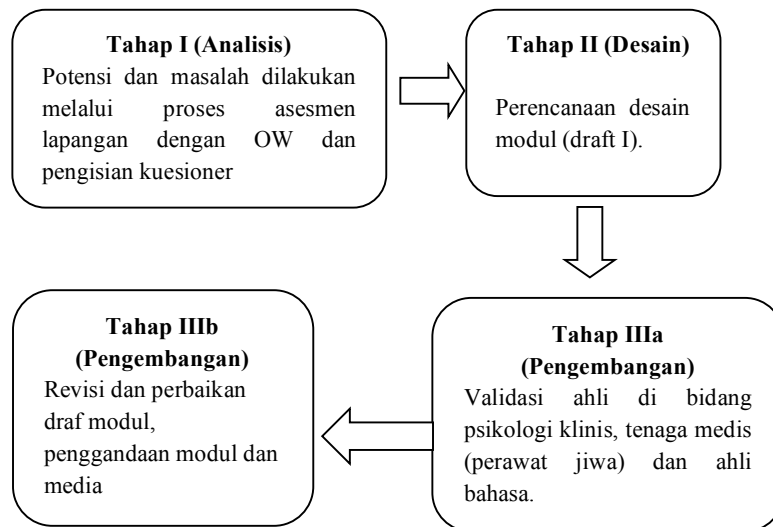 Tahap I (Analisis)
Potensi dan masalah dilakukan
melalui proses asesmen
lapangan dengan OW dan
pengisian kuesioner
Tahap II (Desain)
Perencanaan desain
modul (draft I).
Tahap IIIa
(Pengembangan)
Validasi ahli di bidang
psikologi klinis, tenaga medis
(perawat jiwa) dan ahli
bahasa.
Tahap IIIb
(Pengembangan)
Revisi dan perbaikan
draf modul,
penggandaan modul dan
media